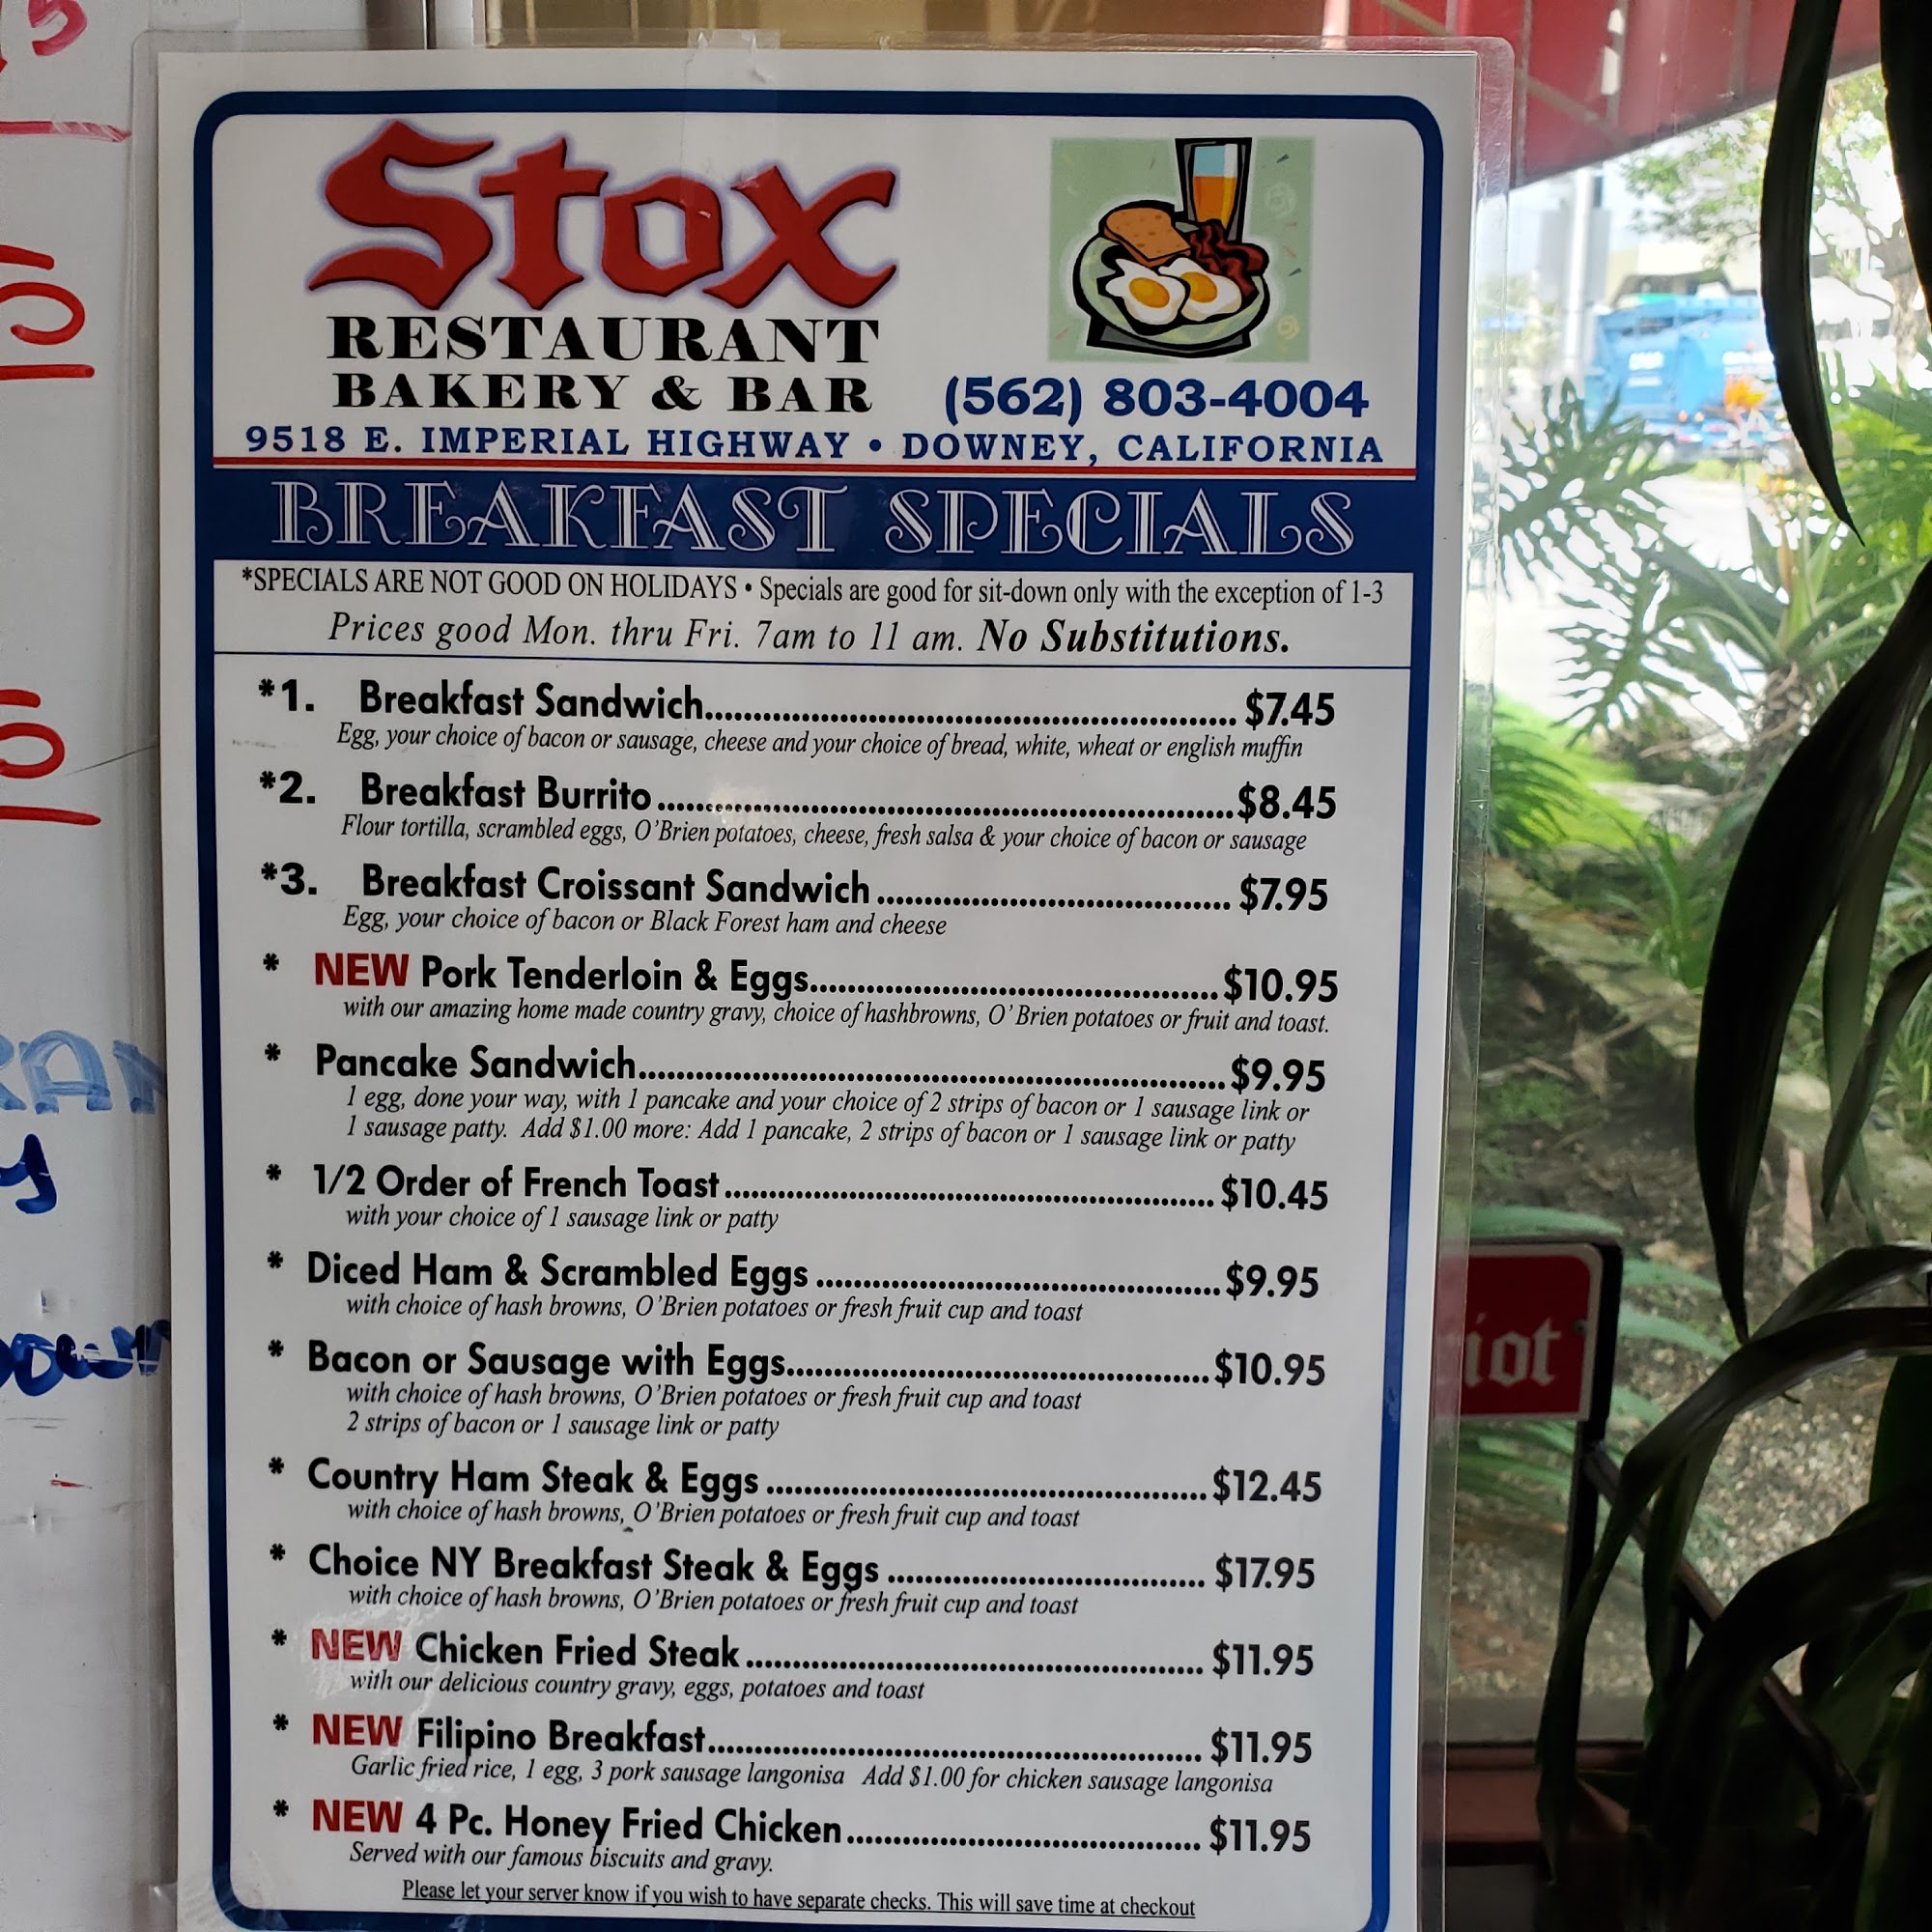 Stox
RESTAURANT
BAKERY & BAR
(562) 803-4004
9518 E. IMPERIAL HIGHWAY • DOWNEY, CALIFORNIA
BREAKFAST SPECIALS
*SPECIALS ARE NOT GOOD ON HOLIDAYS • Specials are good for sit-down only with the exception of 1-3
Prices good Mon. thru Fri. 7am to 11 am. No Substitutions.
*1. Breakfast Sandwich.......... $7.45
Egg, your choice of bacon or sausage, cheese and your choice of bread, white, wheat or english muffin
*2. Breakfast Burrito..........$8.45
Flour tortilla, scrambled eggs, O'Brien potatoes, cheese, fresh salsa & your choice of bacon or sausage
*3. Breakfast Croissant Sandwich .......... $7.95
Egg, your choice of bacon or Black Forest ham and cheese
* NEW Pork Tenderloin & Eggs..........$10.95
with our amazing home made country gravy, choice of hashbrowns, O'Brien potatoes or fruit and toast.
* Pancake Sandwich..........$9.95
1 egg, done your way, with 1 pancake and your choice of 2 strips of bacon or 1 sausage link or
1 sausage patty. Add $1.00 more: Add 1 pancake, 2 strips of bacon or 1 sausage link or patty
* 1/2 Order of French Toast.......... $10.45
with your choice of 1 sausage link or patty
* Diced Ham & Scrambled Eggs ..........$9.95
with choice of hash browns, O'Brien potatoes or fresh fruit cup and toast
* Bacon or Sausage with Eggs..........$10.95
with choice of hash browns, O'Brien potatoes or fresh fruit cup and toast
2 strips of bacon or 1 sausage link or patty
* Country Ham Steak & Eggs ..........$12.45
with choice of hash browns, O'Brien potatoes or fresh fruit cup and toast
* Choice NY Breakfast Steak & Eggs .......... $17.95
with choice of hash browns, O'Brien potatoes or fresh fruit cup and toast
* NEW Chicken Fried Steak.......... $11.95
with our delicious country gravy, eggs, potatoes and toast
* NEW Filipino Breakfast.......... $11.95
Garlic fried rice, 1 egg, 3 pork sausage langonisa Add $1.00 for chicken sausage langonisa
* NEW 4 Pc. Honey Fried Chicken.......... $11.95
Served with our famous biscuits and gravy.
Please let your server know if you wish to have separate checks. This will save time at checkout